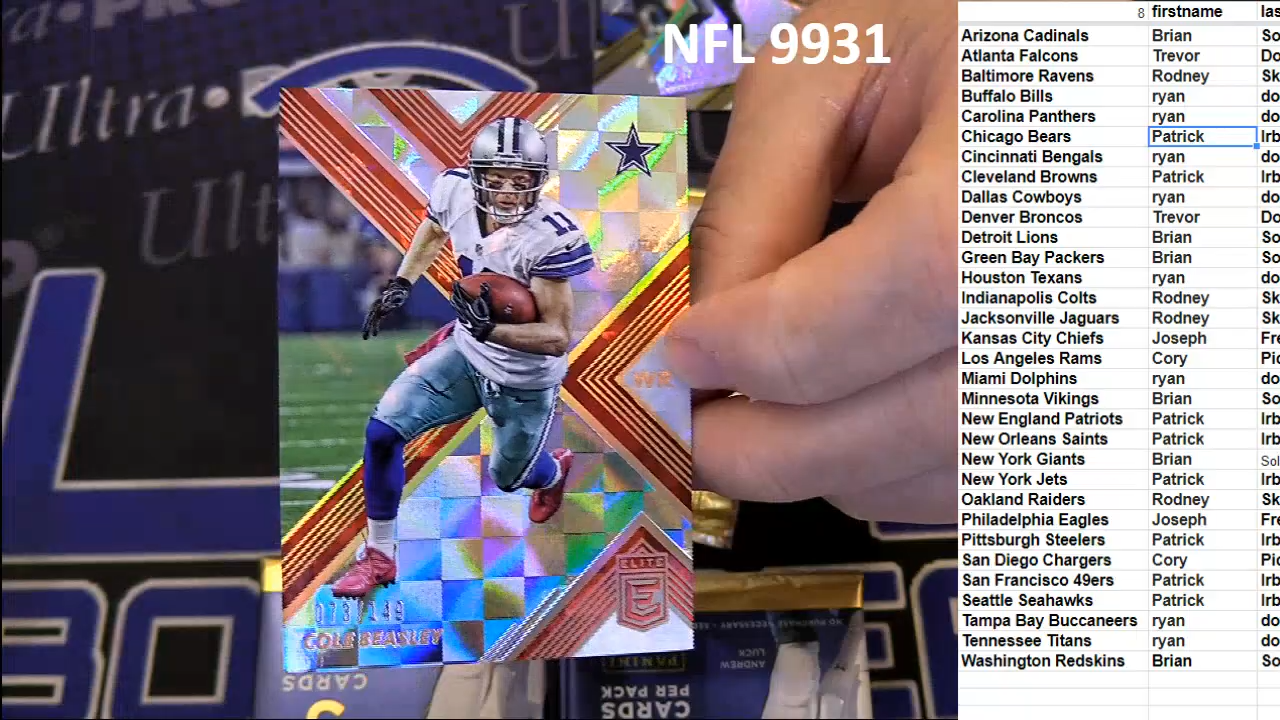 NFL 9931
Ultra•PRO
Ultra
11
WR
ELITE
E
073/149
COLE BEASLEY
CARDS
PANINI
CARDS
PER PACK
ANDREW
LUCK
NO PURCHASE NECESSARY
8 firstname las
Arizona Cadinals Brian So
Atlanta Falcons Trevor Do
Baltimore Ravens Rodney Sk
Buffalo Bills ryan do
Carolina Panthers ryan do
Chicago Bears Patrick Irb
Cincinnati Bengals ryan do
Cleveland Browns Patrick Irb
Dallas Cowboys ryan do
Denver Broncos Trevor Do
Detroit Lions Brian So
Green Bay Packers Brian So
Houston Texans ryan do
Indianapolis Colts Rodney Sk
Jacksonville Jaguars Rodney Sk
Kansas City Chiefs Joseph Fre
Los Angeles Rams Cory Pic
Miami Dolphins ryan do
Minnesota Vikings Brian So
New England Patriots Patrick Irb
New Orleans Saints Patrick Irb
New York Giants Brian Sol
New York Jets Patrick Irb
Oakland Raiders Rodney Sk
Philadelphia Eagles Joseph Fre
Pittsburgh Steelers Patrick Irb
San Diego Chargers Cory Pic
San Francisco 49ers Patrick Irb
Seattle Seahawks Patrick Irb
Tampa Bay Buccaneers ryan do
Tennessee Titans ryan do
Washington Redskins Brian So